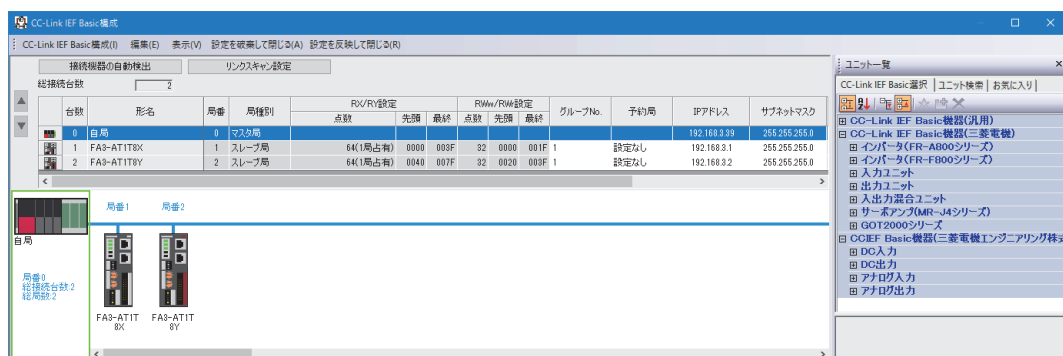 CC-Link IEF Basic構成
CC-Link IEF Basic構成(I) 編集(E) 表示(V) 設定を破棄して閉じる(A) 設定を反映して閉じる(R)
接続機器の自動検出 リンクスキャン設定
総接続台数 2
台数 形名 局番 局種別 RX/RY設定 RWw/RWr設定 グループNo. 予約局 IPアドレス サブネットマスク
点数 先頭 最終 点数 先頭 最終
0 自局 0 マスタ局 192.168.3.39 255.255.255.0
1 FA3-AT1T8X 1 スレーブ局 64(1局占有) 0000 003F 32 0000 001F 1 設定なし 192.168.3.1 255.255.255.0
2 FA3-AT1T8Y 2 スレーブ局 64(1局占有) 0040 007F 32 0020 003F 1 設定なし 192.168.3.2 255.255.255.0
局番1 局番2
自局
局番0
総接続台数:2
総局数:2
FA3-AT1T
8X
FA3-AT1T
8Y
ユニット一覧
CC-Link IEF Basic選択 ユニット検索 お気に入り
CC-Link IEF Basic機器(汎用)
CC-Link IEF Basic機器(三菱電機)
インバータ(FR-A800シリーズ)
インバータ(FR-F800シリーズ)
入力ユニット
出力ユニット
入出力混合ユニット
サーボアンプ(MR-J4シリーズ)
GOT2000シリーズ
CCIEF Basic機器(三菱電機エンジニアリング株式
DC入力
DC出力
アナログ入力
アナログ出力